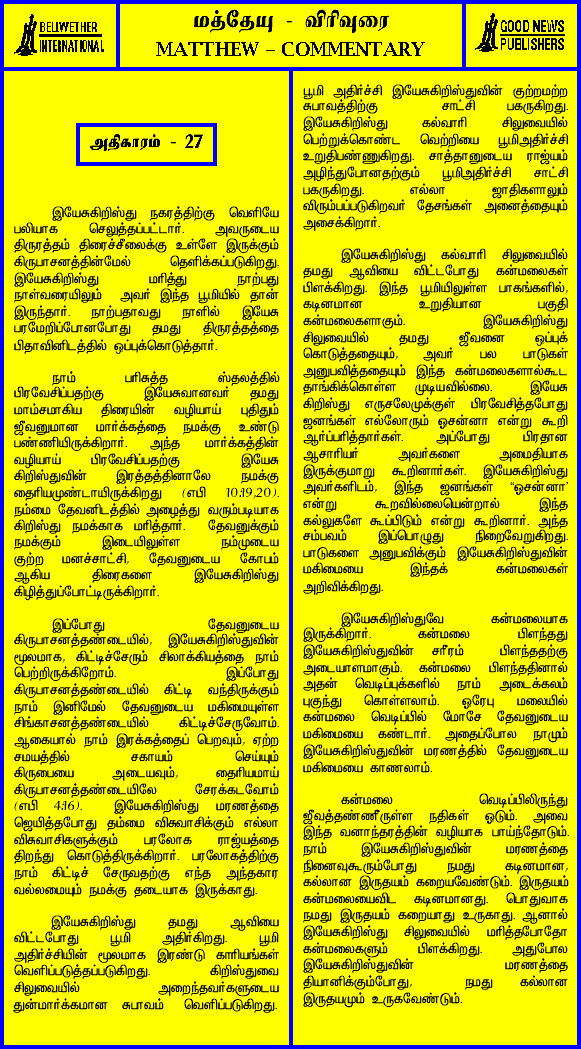 BELLWETHER
INTERNATIONAL
மத்தேயு - விரிவுரை
MATTHEW – COMMENTARY
GOOD NEWS
PUBLISHERS
அதிகாரம் - 27
இயேசுகிறிஸ்து நகரத்திற்கு வெளியே
பலியாக செலுத்தப்பட்டார். அவருடைய
திருரத்தம் திரைச்சீலைக்கு உள்ளே இருக்கும்
கிருபாசனத்தின்மேல் தெளிக்கப்படுகிறது.
இயேசுகிறிஸ்து மரித்து நாற்பது
நாள்வரையிலும் அவர் இந்த பூமியில் தான்
இருந்தார். நாற்பதாவது நாளில் இயேசு
பரமேறிப்போனபோது தமது திருரத்தத்தை
பிதாவினிடத்தில் ஒப்புக்கொடுத்தார்.
நாம் பரிசுத்த ஸ்தலத்தில்
பிரவேசிப்பதற்கு இயேசுவானவர் தமது
மாம்சமாகிய திரையின் வழியாய் புதிதும்
ஜீவனுமான மார்க்கத்தை நமக்கு உண்டு
பண்ணியிருக்கிறார். அந்த மார்க்கத்தின்
வழியாய் பிரவேசிப்பதற்கு இயேசு
கிறிஸ்துவின் இரத்தத்தினாலே நமக்கு
தைரியமுண்டாயிருக்கிறது (எபி 10:19,20).
நம்மை தேவனிடத்தில் அழைத்து வரும்படியாக
கிறிஸ்து நமக்காக மரித்தார். தேவனுக்கும்
நமக்கும் இடையிலுள்ள நம்முடைய
குற்ற மனச்சாட்சி, தேவனுடைய கோபம்
ஆகிய திரைகளை இயேசுகிறிஸ்து
கிழித்துப்போட்டிருக்கிறார்.
இப்போது தேவனுடைய
கிருபாசனத்தண்டையில், இயேசுகிறிஸ்துவின்
மூலமாக, கிட்டிச்சேரும் சிலாக்கியத்தை நாம்
பெற்றிருக்கிறோம். இப்போது
கிருபாசனத்தண்டையில் கிட்டி வந்திருக்கும்
நாம் இனிமேல் தேவனுடைய மகிமையுள்ள
சிங்காசனத்தண்டையில் கிட்டிச்சேருவோம்.
ஆகையால் நாம் இரக்கத்தைப் பெறவும், ஏற்ற
சமயத்தில் சகாயம் செய்யும்
கிருபையை அடையவும், தைரியமாய்
கிருபாசனத்தண்டையிலே சேரக்கடவோம்
(எபி 4:16). இயேசுகிறிஸ்து மரணத்தை
ஜெயித்தபோது தம்மை விசுவாசிக்கும் எல்லா
விசுவாசிகளுக்கும் பரலோக ராஜ்யத்தை
திறந்து கொடுத்திருக்கிறார். பரலோகத்திற்கு
நாம் கிட்டிச் சேருவதற்கு எந்த அந்தகார
வல்லமையும் நமக்கு தடையாக இருக்காது.
இயேசுகிறிஸ்து தமது ஆவியை
விட்டபோது பூமி அதிர்கிறது. பூமி
அதிர்ச்சியின் மூலமாக இரண்டு காரியங்கள்
வெளிப்படுத்தப்படுகிறது. கிறிஸ்துவை
சிலுவையில் அறைந்தவர்களுடைய
துன்மார்க்கமான சுபாவம் வெளிப்படுகிறது.
பூமி அதிர்ச்சி இயேசுகிறிஸ்துவின் குற்றமற்ற
சுபாவத்திற்கு சாட்சி பகருகிறது.
இயேசுகிறிஸ்து கல்வாரி சிலுவையில்
பெற்றுக்கொண்ட வெற்றியை பூமிஅதிர்ச்சி
உறுதிபண்ணுகிறது. சாத்தானுடைய ராஜ்யம்
அழிந்துபோனதற்கும் பூமிஅதிர்ச்சி சாட்சி
பகருகிறது. எல்லா ஜாதிகளாலும்
விரும்பப்படுகிறவர் தேசங்கள் அனைத்தையும்
அசைக்கிறார்.
இயேசுகிறிஸ்து கல்வாரி சிலுவையில்
தமது ஆவியை விட்டபோது கன்மலைகள்
பிளக்கிறது. இந்த பூமியிலுள்ள பாகங்களில்,
கடினமான உறுதியான பகுதி
கன்மலைகளாகும். இயேசுகிறிஸ்து
சிலுவையில் தமது ஜீவனை ஒப்புக்
கொடுத்ததையும், அவர் பல பாடுகள்
அனுபவித்ததையும் இந்த கன்மலைகளால்கூட
தாங்கிக்கொள்ள முடியவில்லை. இயேசு
கிறிஸ்து எருசலேமுக்குள் பிரவேசித்தபோது
ஜனங்கள் எல்லோரும் ஓசன்னா என்று கூறி
ஆர்ப்பரித்தார்கள். அப்போது பிரதான
ஆசாரியர் அவர்களை அமைதியாக
இருக்குமாறு கூறினார்கள். இயேசுகிறிஸ்து
அவர்களிடம், இந்த ஜனங்கள் “ஓசன்னா’
என்று கூறவில்லையென்றால் இந்த
கல்லுகளே கூப்பிடும் என்று கூறினார். அந்த
சம்பவம் இப்பொழுது நிறைவேறுகிறது.
பாடுகளை அனுபவிக்கும் இயேசுகிறிஸ்துவின்
மகிமையை இந்தக் கன்மலைகள்
அறிவிக்கிறது.
இயேசுகிறிஸ்துவே கன்மலையாக
இருக்கிறார். கன்மலை பிளந்தது
இயேசுகிறிஸ்துவின் சரீரம் பிளந்ததற்கு
அடையாளமாகும். கன்மலை பிளந்ததினால்
அதன் வெடிப்புக்களில் நாம் அடைக்கலம்
புகுந்து கொள்ளலாம். ஓரேபு மலையில்
கன்மலை வெடிப்பில் மோசே தேவனுடைய
மகிமையை கண்டார். அதைப்போல நாமும்
இயேசுகிறிஸ்துவின் மரணத்தில் தேவனுடைய
மகிமையை காணலாம்.
கன்மலை வெடிப்பிலிருந்து
ஜீவத்தண்ணீருள்ள நதிகள் ஓடும். அவை
இந்த வனாந்தரத்தின் வழியாக பாய்ந்தோடும்.
நாம் இயேசுகிறிஸ்துவின் மரணத்தை
நினைவுகூரும்போது நமது கடினமான,
கல்லான இருதயம் கறையவேண்டும். இருதயம்
கன்மலையைவிட கடினமானது. பொதுவாக
நமது இருதயம் கறையாது உருகாது. ஆனால்
இயேசுகிறிஸ்து சிலுவையில் மரித்தபோதோ
கன்மலைகளும் பிளக்கிறது. அதுபோல
இயேசுகிறிஸ்துவின் மரணத்தை
தியானிக்கும்போது, நமது கல்லான
இருதயமும் உருகவேண்டும்.